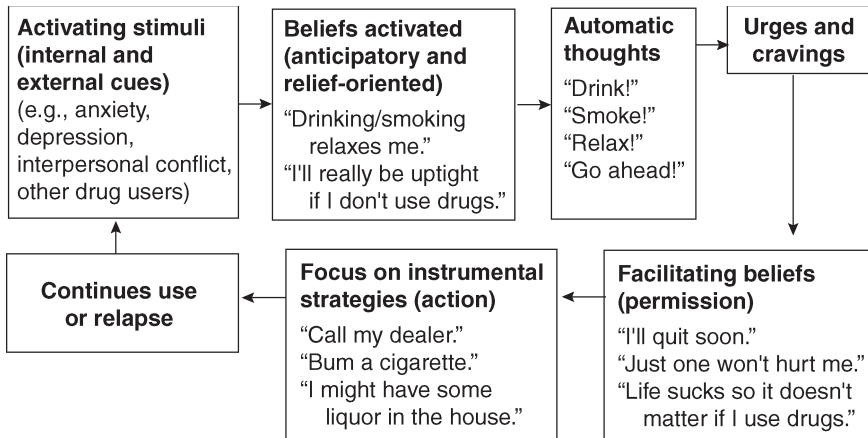 Activating stimuli
(internal and
external cues)
(e.g., anxiety,
depression,
interpersonal conflict,
other drug users)
Beliefs activated
(anticipatory and
relief-oriented)
“Drinking/smoking
relaxes me.”
“I'll really be uptight
if I don't use drugs.”
Automatic
thoughts
“Drink!”
“Smoke!”
“Relax!”
“Go ahead!”
Urges and
cravings
Facilitating beliefs
(permission)
“I'll quit soon.”
“Just one won't hurt me.”
“Life sucks so it doesn't
matter if I use drugs.”
Focus on instrumental
strategies (action)
“Call my dealer.”
“Bum a cigarette.”
“I might have some
liquor in the house.”
Continues use
or relapse